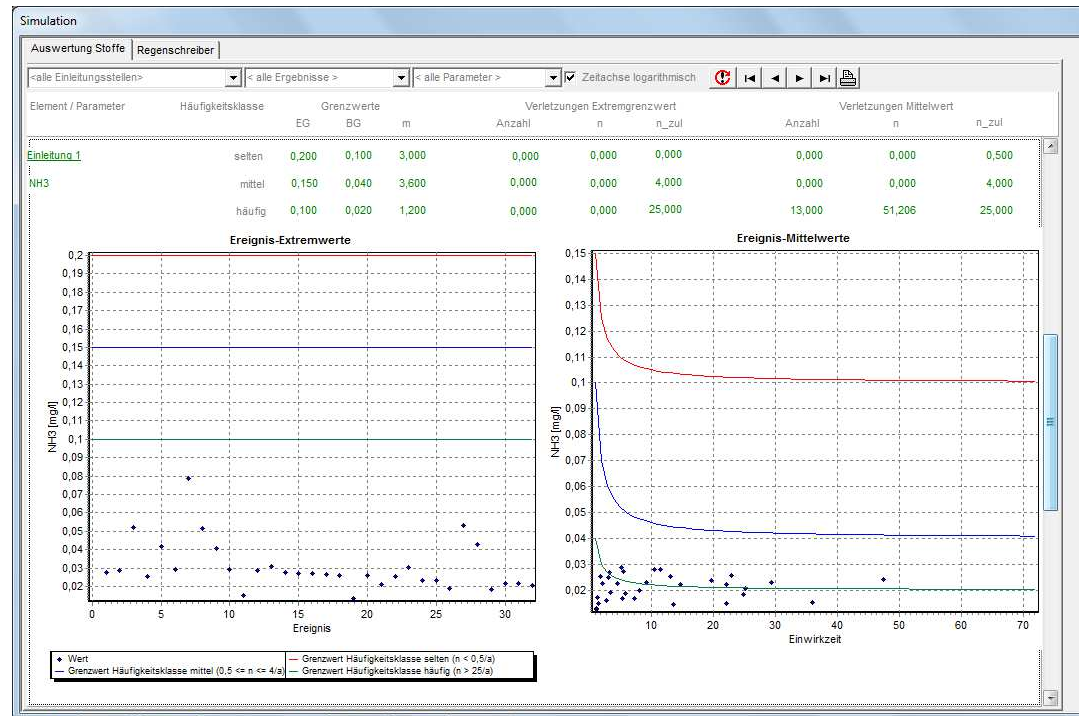 Simulation
Auswertung Stoffe Regenschreiber
<alle Einleitungsstellen> < alle Ergebnisse > < alle Parameter > Zeitachse logarithmisch
Element / Parameter Häufigkeitsklasse Grenzwerte Verletzungen Extremgrenzwert Verletzungen Mittelwert
EG BG m Anzahl n n_zul Anzahl n n_zul
Einleitung 1 selten 0,200 0,100 3,000 0,000 0,000 0,000 0,000 0,000 0,500
NH3 mittel 0,150 0,040 3,600 0,000 0,000 4,000 0,000 0,000 4,000
häufig 0,100 0,020 1,200 0,000 0,000 25,000 13,000 51,206 25,000
Ereignis-Extremwerte
0,2
0,19
0,18
0,17
0,16
0,15
0,14
0,13
0,12
0,11
0,1
0,09
0,08
0,07
0,06
0,05
0,04
0,03
0,02
NH3 [mg/l]
0 5 10 15 20 25 30
Ereignis
Wert Grenzwert Häufigkeitsklasse selten (n < 0,5/a)
Grenzwert Häufigkeitsklasse mittel (0,5 <= n <= 4/a) Grenzwert Häufigkeitsklasse häufig (n > 25/a)
Ereignis-Mittelwerte
0,15
0,14
0,13
0,12
0,11
0,1
0,09
0,08
0,07
0,06
0,05
0,04
0,03
0,02
NH3 [mg/l]
10 20 30 40 50 60 70
Einwirkzeit